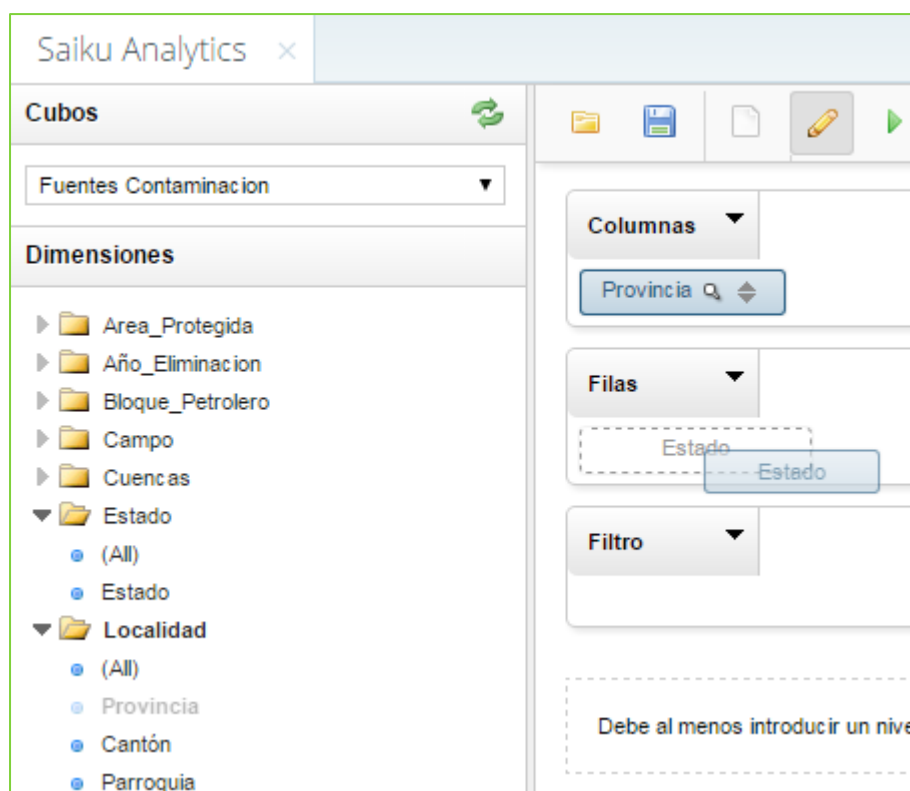 Saiku Analytics ×
Cubos
Fuentes Contaminacion
Dimensiones
Area_Protegida
Año_Eliminacion
Bloque_Petrolero
Campo
Cuencas
Estado
(All)
Estado
Localidad
(All)
Provincia
Cantón
Parroquia
Columnas
Provincia
Filas
Estado
Estado
Filtro
Debe al menos introducir un nive